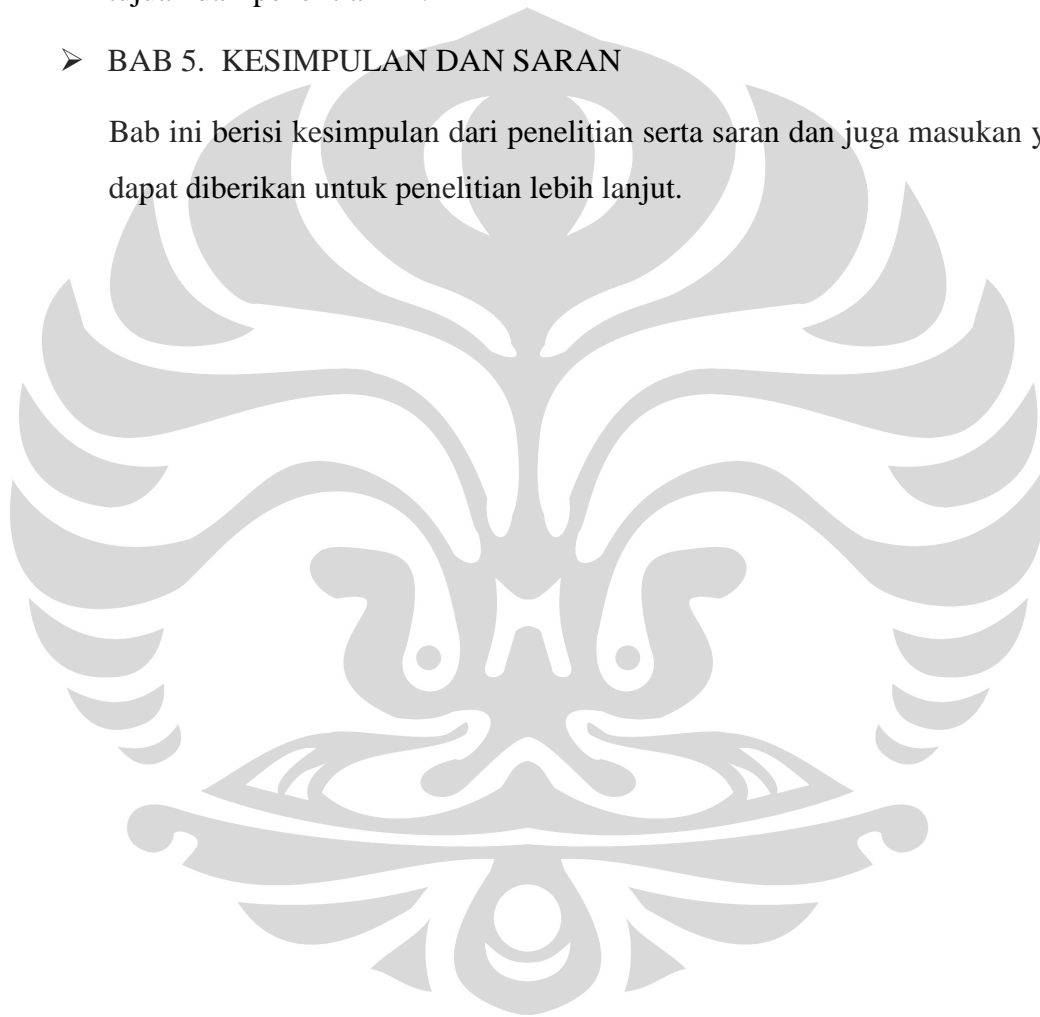 ➤ BAB 5. KESIMPULAN DAN SARAN
Bab ini berisi kesimpulan dari penelitian serta saran dan juga masukan
dapat diberikan untuk penelitian lebih lanjut.